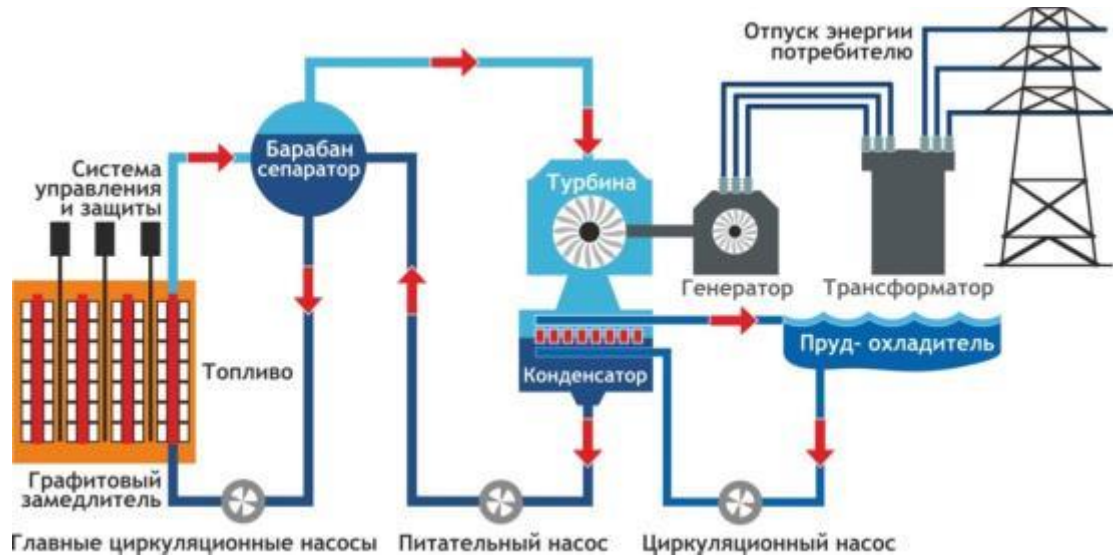 Отпуск энергии
потребителю
Барабан
сепаратор
Система
управления
и защиты
Турбина
Генератор
Трансформатор
Пруд- охладитель
Топливо
Конденсатор
Графитовый
замедлитель
Главные циркуляционные насосы
Питательный насос
Циркуляционный насос